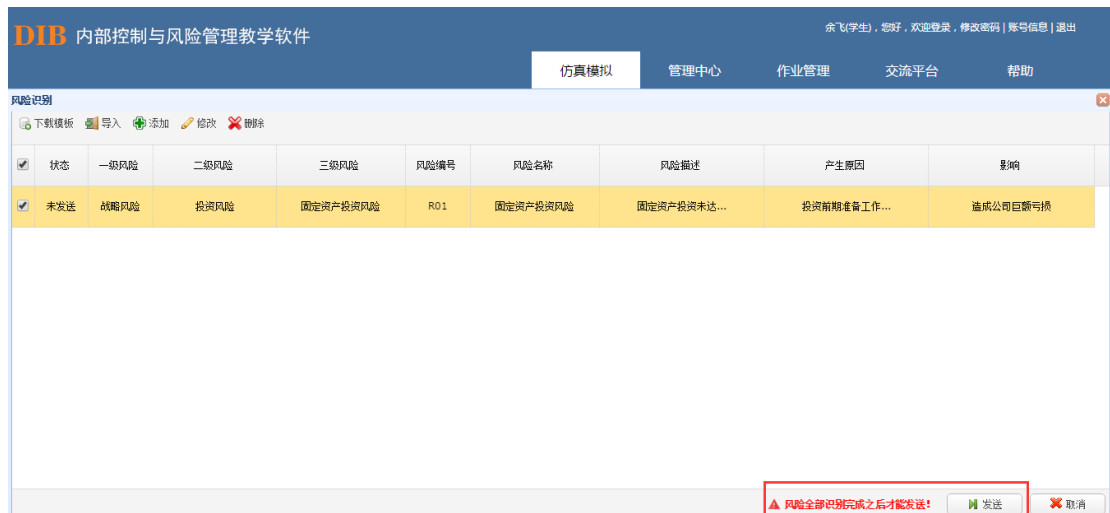 DIB 内部控制与风险管理教学软件
余飞(学生)，您好，欢迎登录，修改密码 | 账号信息 | 退出
仿真模拟 管理中心 作业管理 交流平台 帮助
风险识别
下载模板 导入 添加 修改 删除
状态 一级风险 二级风险 三级风险 风险编号 风险名称 风险描述 产生原因 影响
未发送 战略风险 投资风险 固定资产投资风险 R01 固定资产投资风险 固定资产投资未达... 投资前期准备工作... 造成公司巨额亏损
风险全部识别完成之后才能发送! 发送 取消